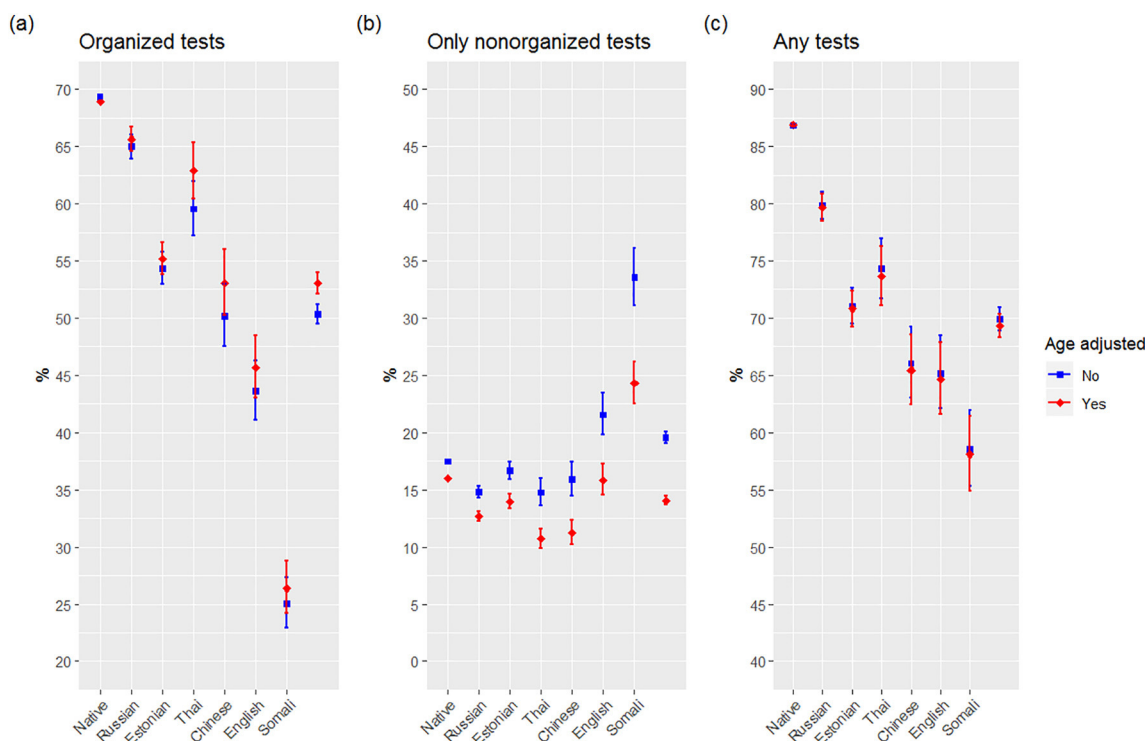 (a)
Organized tests
%
70
65
60
55
50
45
40
35
30
25
20
Native
Russian
Estonian
Thai
Chinese
English
Somali
(b)
Only nonorganized tests
%
50
45
40
35
30
25
20
15
10
5
0
Native
Russian
Estonian
Thai
Chinese
English
Somali
(c)
Any tests
%
90
85
80
75
70
65
60
55
50
45
40
Native
Russian
Estonian
Thai
Chinese
English
Somali
Age adjusted
No
Yes